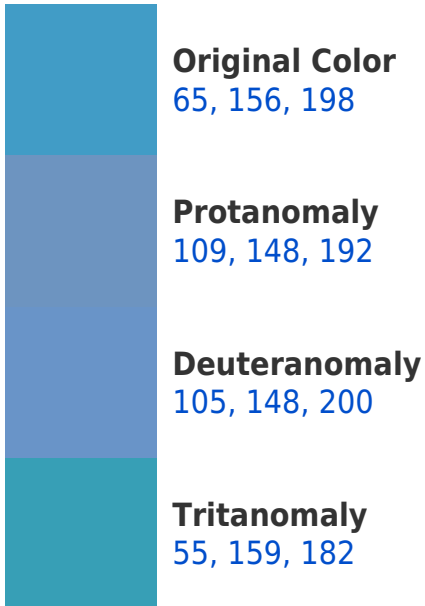 Original Color
65, 156, 198
Protanomaly
109, 148, 192
Deuteranomaly
105, 148, 200
Tritanomaly
55, 159, 182